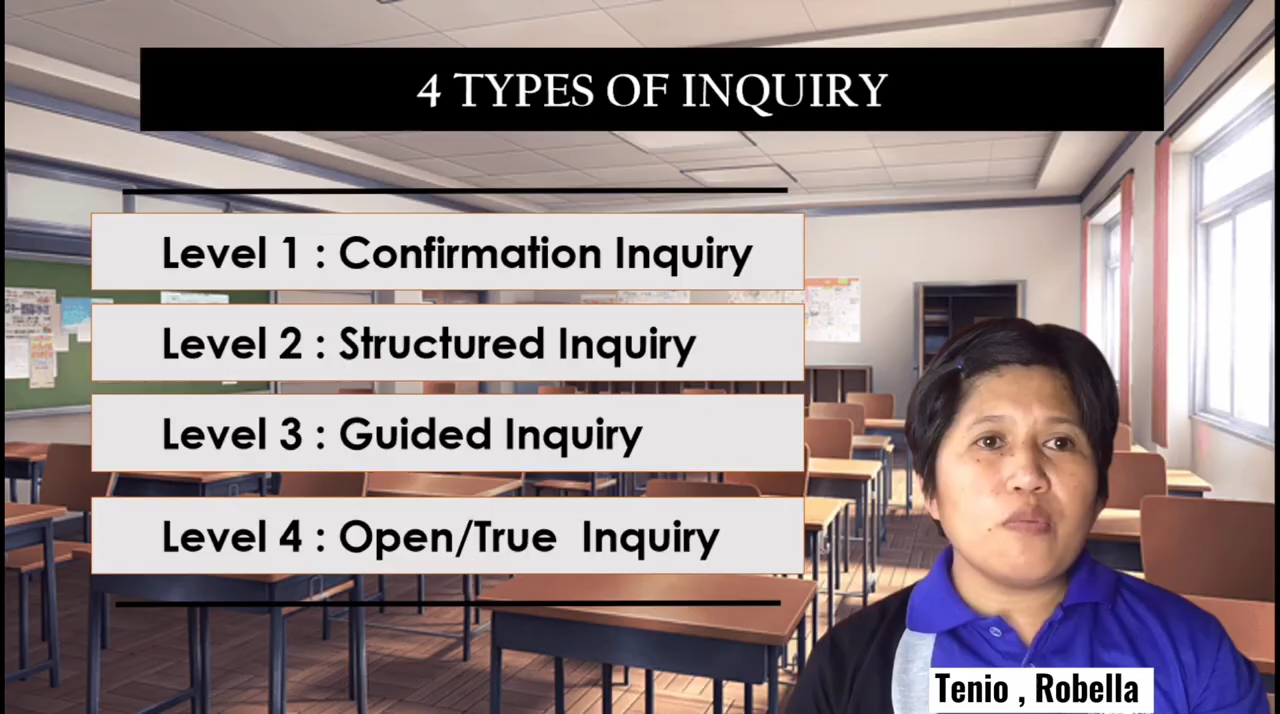 4 TYPES OF INQUIRY
Level 1 : Confirmation Inquiry
Level 2 : Structured Inquiry
Level 3 : Guided Inquiry
Level 4 : Open/True Inquiry
Tenio , Robella